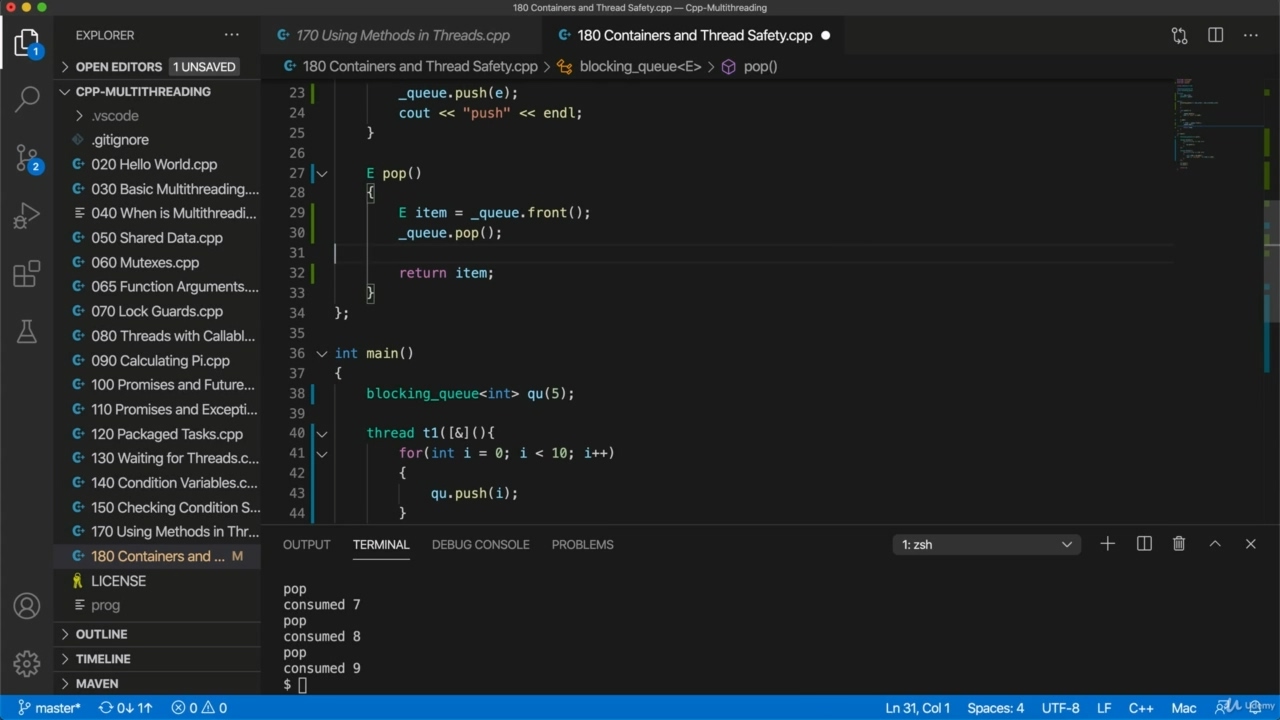 180 Containers and Thread Safety.cpp — Cpp-Multithreading
EXPLORER
170 Using Methods in Threads.cpp
180 Containers and Thread Safety.cpp
OPEN EDITORS 1 UNSAVED
180 Containers and Thread Safety.cpp > blocking_queue<E> > pop()
CPP-MULTITHREADING
.vscode
.gitignore
020 Hello World.cpp
030 Basic Multithreading....
040 When is Multithreadi...
050 Shared Data.cpp
060 Mutexes.cpp
065 Function Arguments....
070 Lock Guards.cpp
080 Threads with Callabl...
090 Calculating Pi.cpp
100 Promises and Future...
110 Promises and Excepti...
120 Packaged Tasks.cpp
130 Waiting for Threads.c...
140 Condition Variables.c...
150 Checking Condition S...
170 Using Methods in Thr...
180 Containers and ... M
LICENSE
prog
OUTLINE
TIMELINE
MAVEN
1
2
23 _queue.push(e);
24 cout << "push" << endl;
25 }
26
27 E pop()
28 {
29 E item = _queue.front();
30 _queue.pop();
31
32 return item;
33 }
34 };
35
36 int main()
37 {
38 blocking_queue<int> qu(5);
39
40 thread t1([&](){
41 for(int i = 0; i < 10; i++)
42 {
43 qu.push(i);
44 }
OUTPUT TERMINAL DEBUG CONSOLE PROBLEMS 1: zsh
pop
consumed 7
pop
consumed 8
pop
consumed 9
$
master* 0↓ 1↑ 0 0 Ln 31, Col 1 Spaces: 4 UTF-8 LF C++ Mac
Udemy